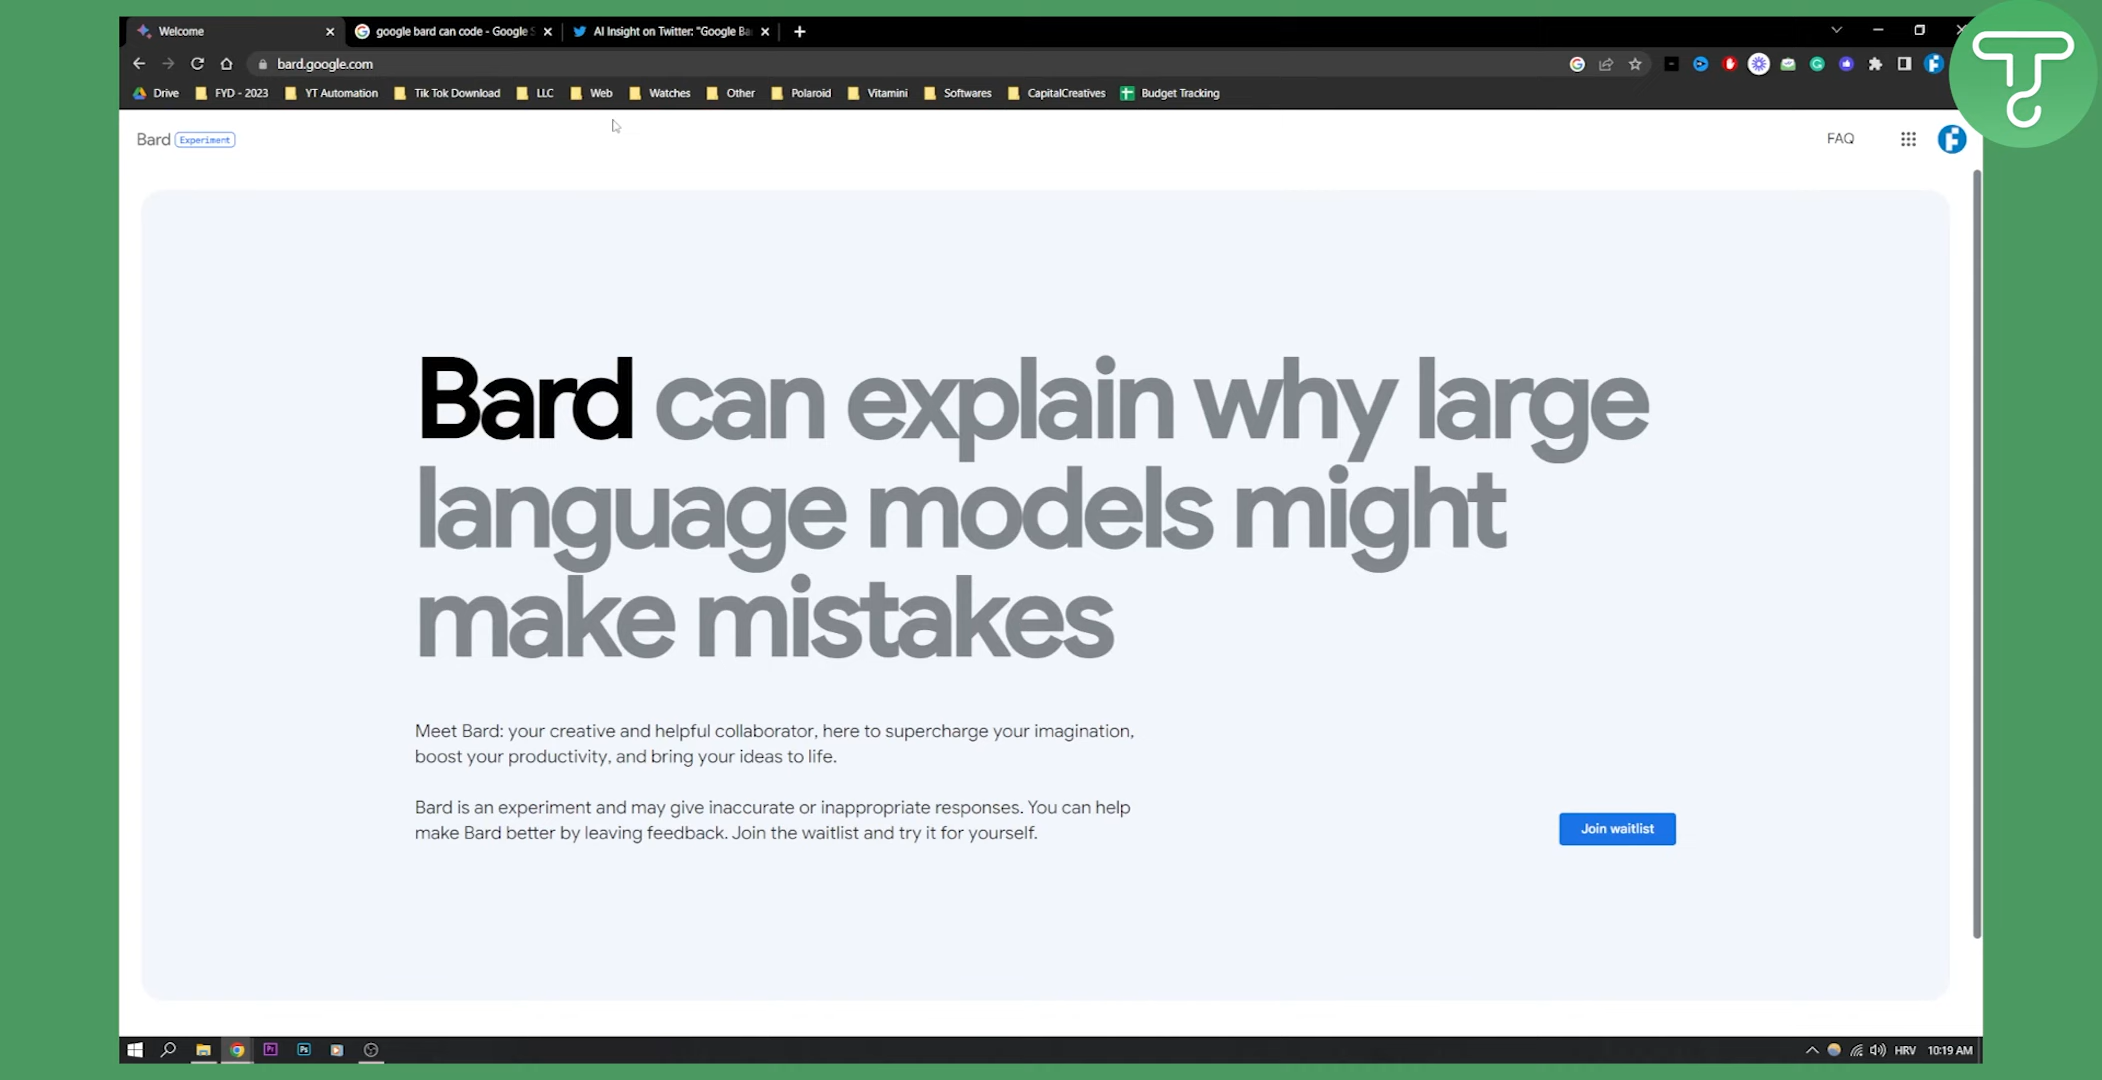 Welcome
google bard can code - Google S
AI Insight on Twitter: "Google Ba
bard.google.com
Drive
FYD - 2023
YT Automation
Tik Tok Download
LLC
Web
Watches
Other
Polaroid
Vitamini
Softwares
CapitalCreatives
Budget Tracking
Bard
Experiment
FAQ
Bard can explain why large
language models might
make mistakes
Meet Bard: your creative and helpful collaborator, here to supercharge your imagination,
boost your productivity, and bring your ideas to life.
Bard is an experiment and may give inaccurate or inappropriate responses. You can help
make Bard better by leaving feedback. Join the waitlist and try it for yourself.
Join waitlist
Pr
Ps
HRV
10:19 AM